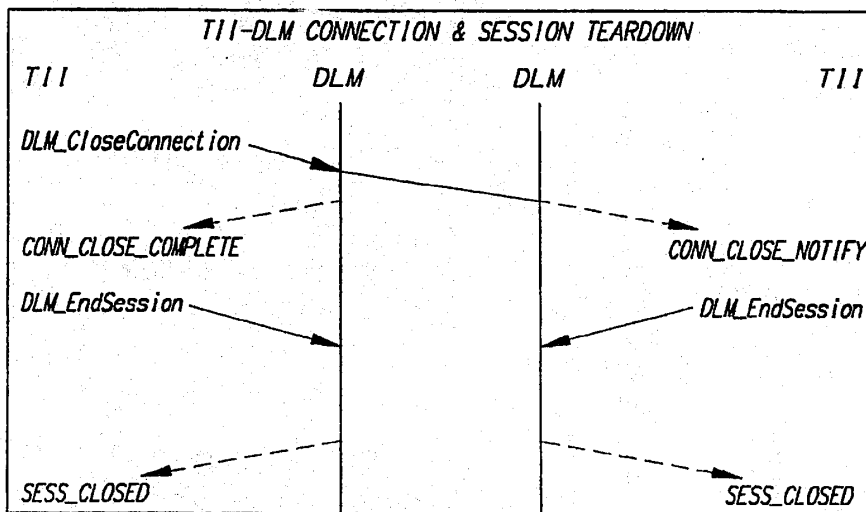 TII-DLM CONNECTION & SESSION TEARDOWN
TII DLM DLM TII
DLM_CloseConnection
CONN_CLOSE_COMPLETE CONN_CLOSE_NOTIFY
DLM_EndSession DLM_EndSession
SESS_CLOSED SESS_CLOSED